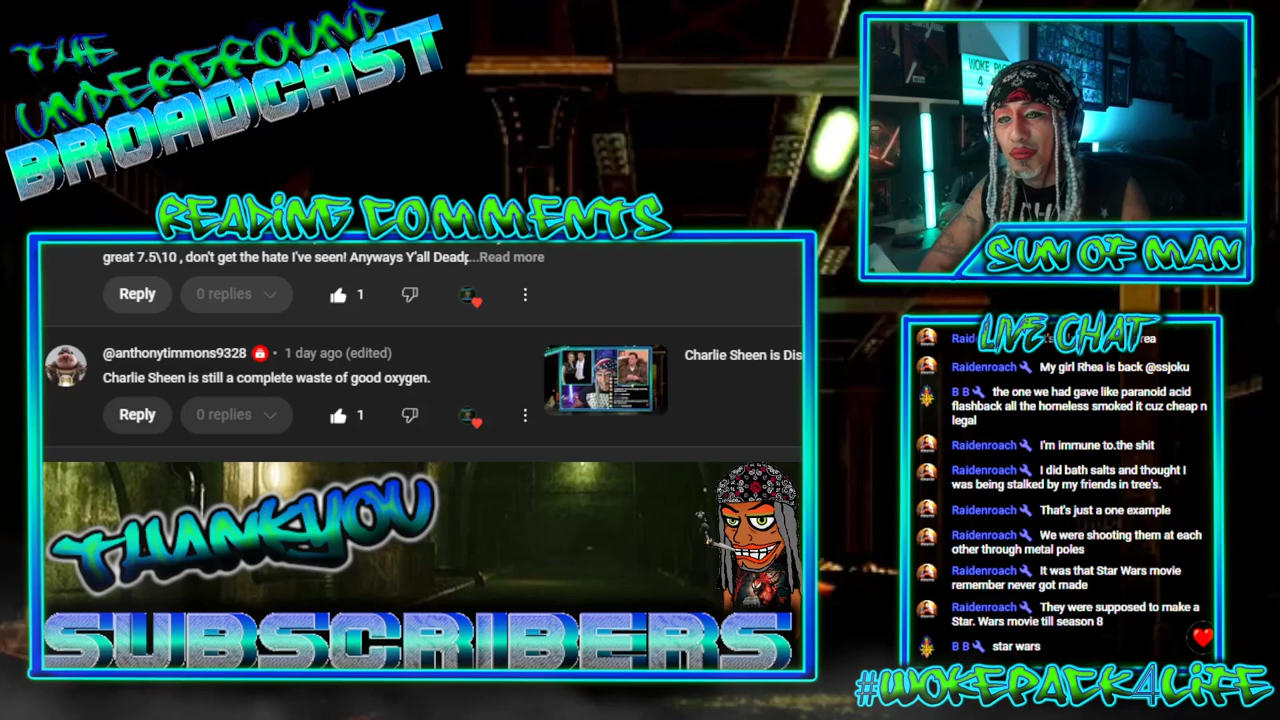 THE
UNDERGROUND
BROADCAST
READING COMMENTS
great 7.5\10 , don't get the hate I've seen! Anyways Y'all Deadp...Read more
Reply 0 replies 1
@anthonytimmons9328 • 1 day ago (edited)
Charlie Sheen is still a complete waste of good oxygen.
Charlie Sheen is Dis
Reply 0 replies 1
THANKYOU
SUBSCRIBERS
WOKE PAC
4
SUN OF MAN
LIVE CHAT
Raidenroach My girl Rhea is back @ssjoku
B B the one we had gave like paranoid acid
flashback all the homeless smoked it cuz cheap n
legal
Raidenroach I'm immune to.the shit
Raidenroach I did bath salts and thought I
was being stalked by my friends in tree's.
Raidenroach That's just a one example
Raidenroach We were shooting them at each
other through metal poles
Raidenroach It was that Star Wars movie
remember never got made
Raidenroach They were supposed to make a
Star. Wars movie till season 8
B B star wars
#WOKEPACK4LIFE